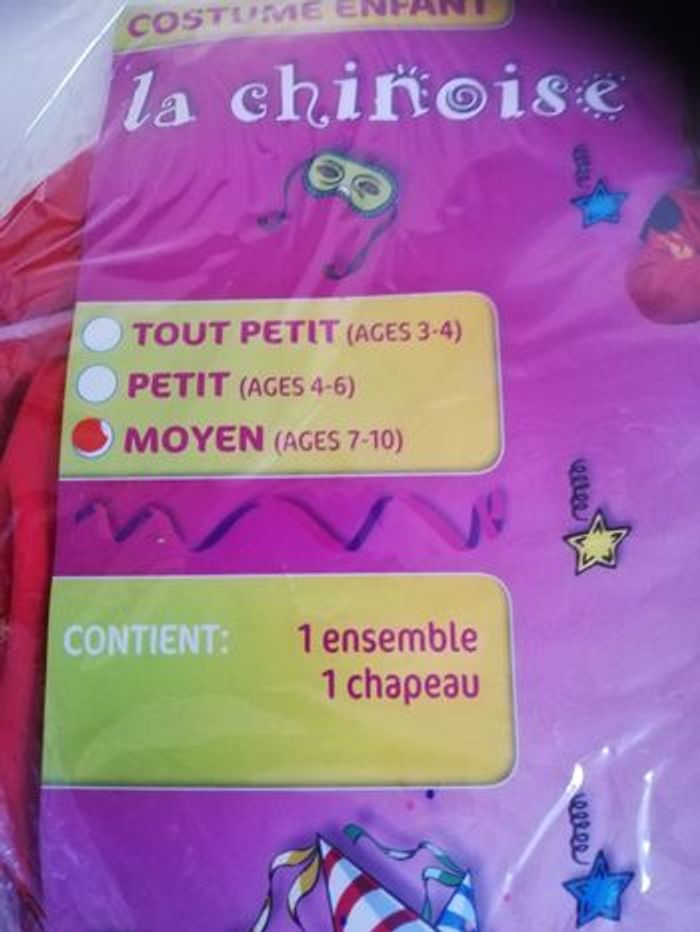 COSTUME ENFANT
la chinoise
TOUT PETIT (AGES 3-4)
PETIT (AGES 4-6)
MOYEN (AGES 7-10)
CONTIENT: 1 ensemble
1 chapeau